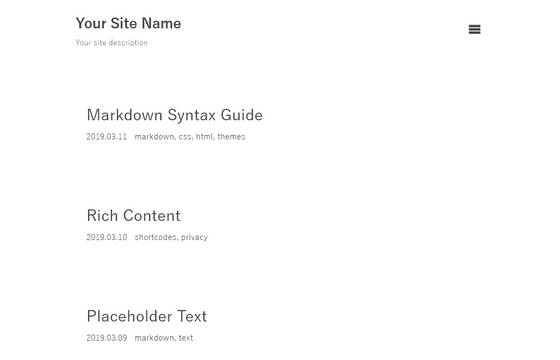 Your Site Name
Your site description
Markdown Syntax Guide
2019.03.11 markdown, css, html, themes
Rich Content
2019.03.10 shortcodes, privacy
Placeholder Text
2019.03.09 markdown, text